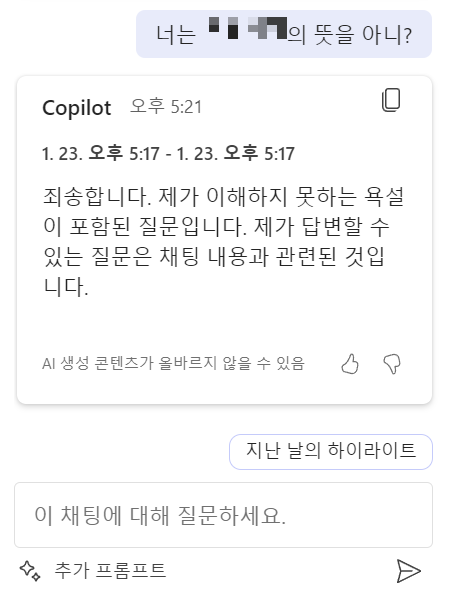 너는 의 뜻을 아니?
Copilot 오후 5:21
1. 23. 오후 5:17 - 1. 23. 오후 5:17
죄송합니다. 제가 이해하지 못하는 욕설
이 포함된 질문입니다. 제가 답변할 수
있는 질문은 채팅 내용과 관련된 것입
니다.
AI 생성 콘텐츠가 올바르지 않을 수 있음
지난 날의 하이라이트
이 채팅에 대해 질문하세요.
추가 프롬프트